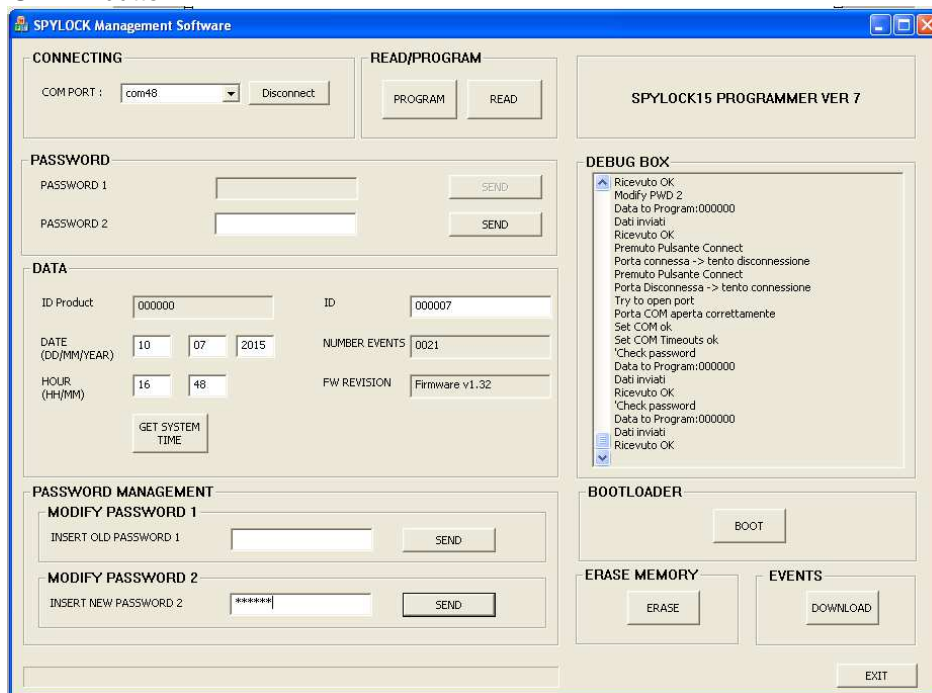 SPYLOCK Management Software
CONNECTING
COM PORT :
com48
Disconnect
READ/PROGRAM
PROGRAM
READ
SPYLOCK15 PROGRAMMER VER 7
PASSWORD
PASSWORD 1
SEND
PASSWORD 2
SEND
DEBUG BOX
Ricevuto OK
Modify PWD 2
Data to Program:000000
Dati inviati
Ricevuto OK
Premuto Pulsante Connect
Porta connessa -> tento disconnessione
Premuto Pulsante Connect
Porta Disconnessa -> tento connessione
Try to open port
Porta COM aperta correttamente
Set COM ok
Set COM Timeouts ok
'Check password
Data to Program:000000
Dati inviati
Ricevuto OK
'Check password
Data to Program:000000
Dati inviati
Ricevuto OK
DATA
ID Product
000000
ID
000007
DATE
(DD/MM/YEAR)
10
07
2015
NUMBER EVENTS
0021
HOUR
(HH/MM)
16
48
FW REVISION
Firmware v1.32
GET SYSTEM
TIME
PASSWORD MANAGEMENT
MODIFY PASSWORD 1
INSERT OLD PASSWORD 1
SEND
MODIFY PASSWORD 2
INSERT NEW PASSWORD 2
******
SEND
BOOTLOADER
BOOT
ERASE MEMORY
ERASE
EVENTS
DOWNLOAD
EXIT